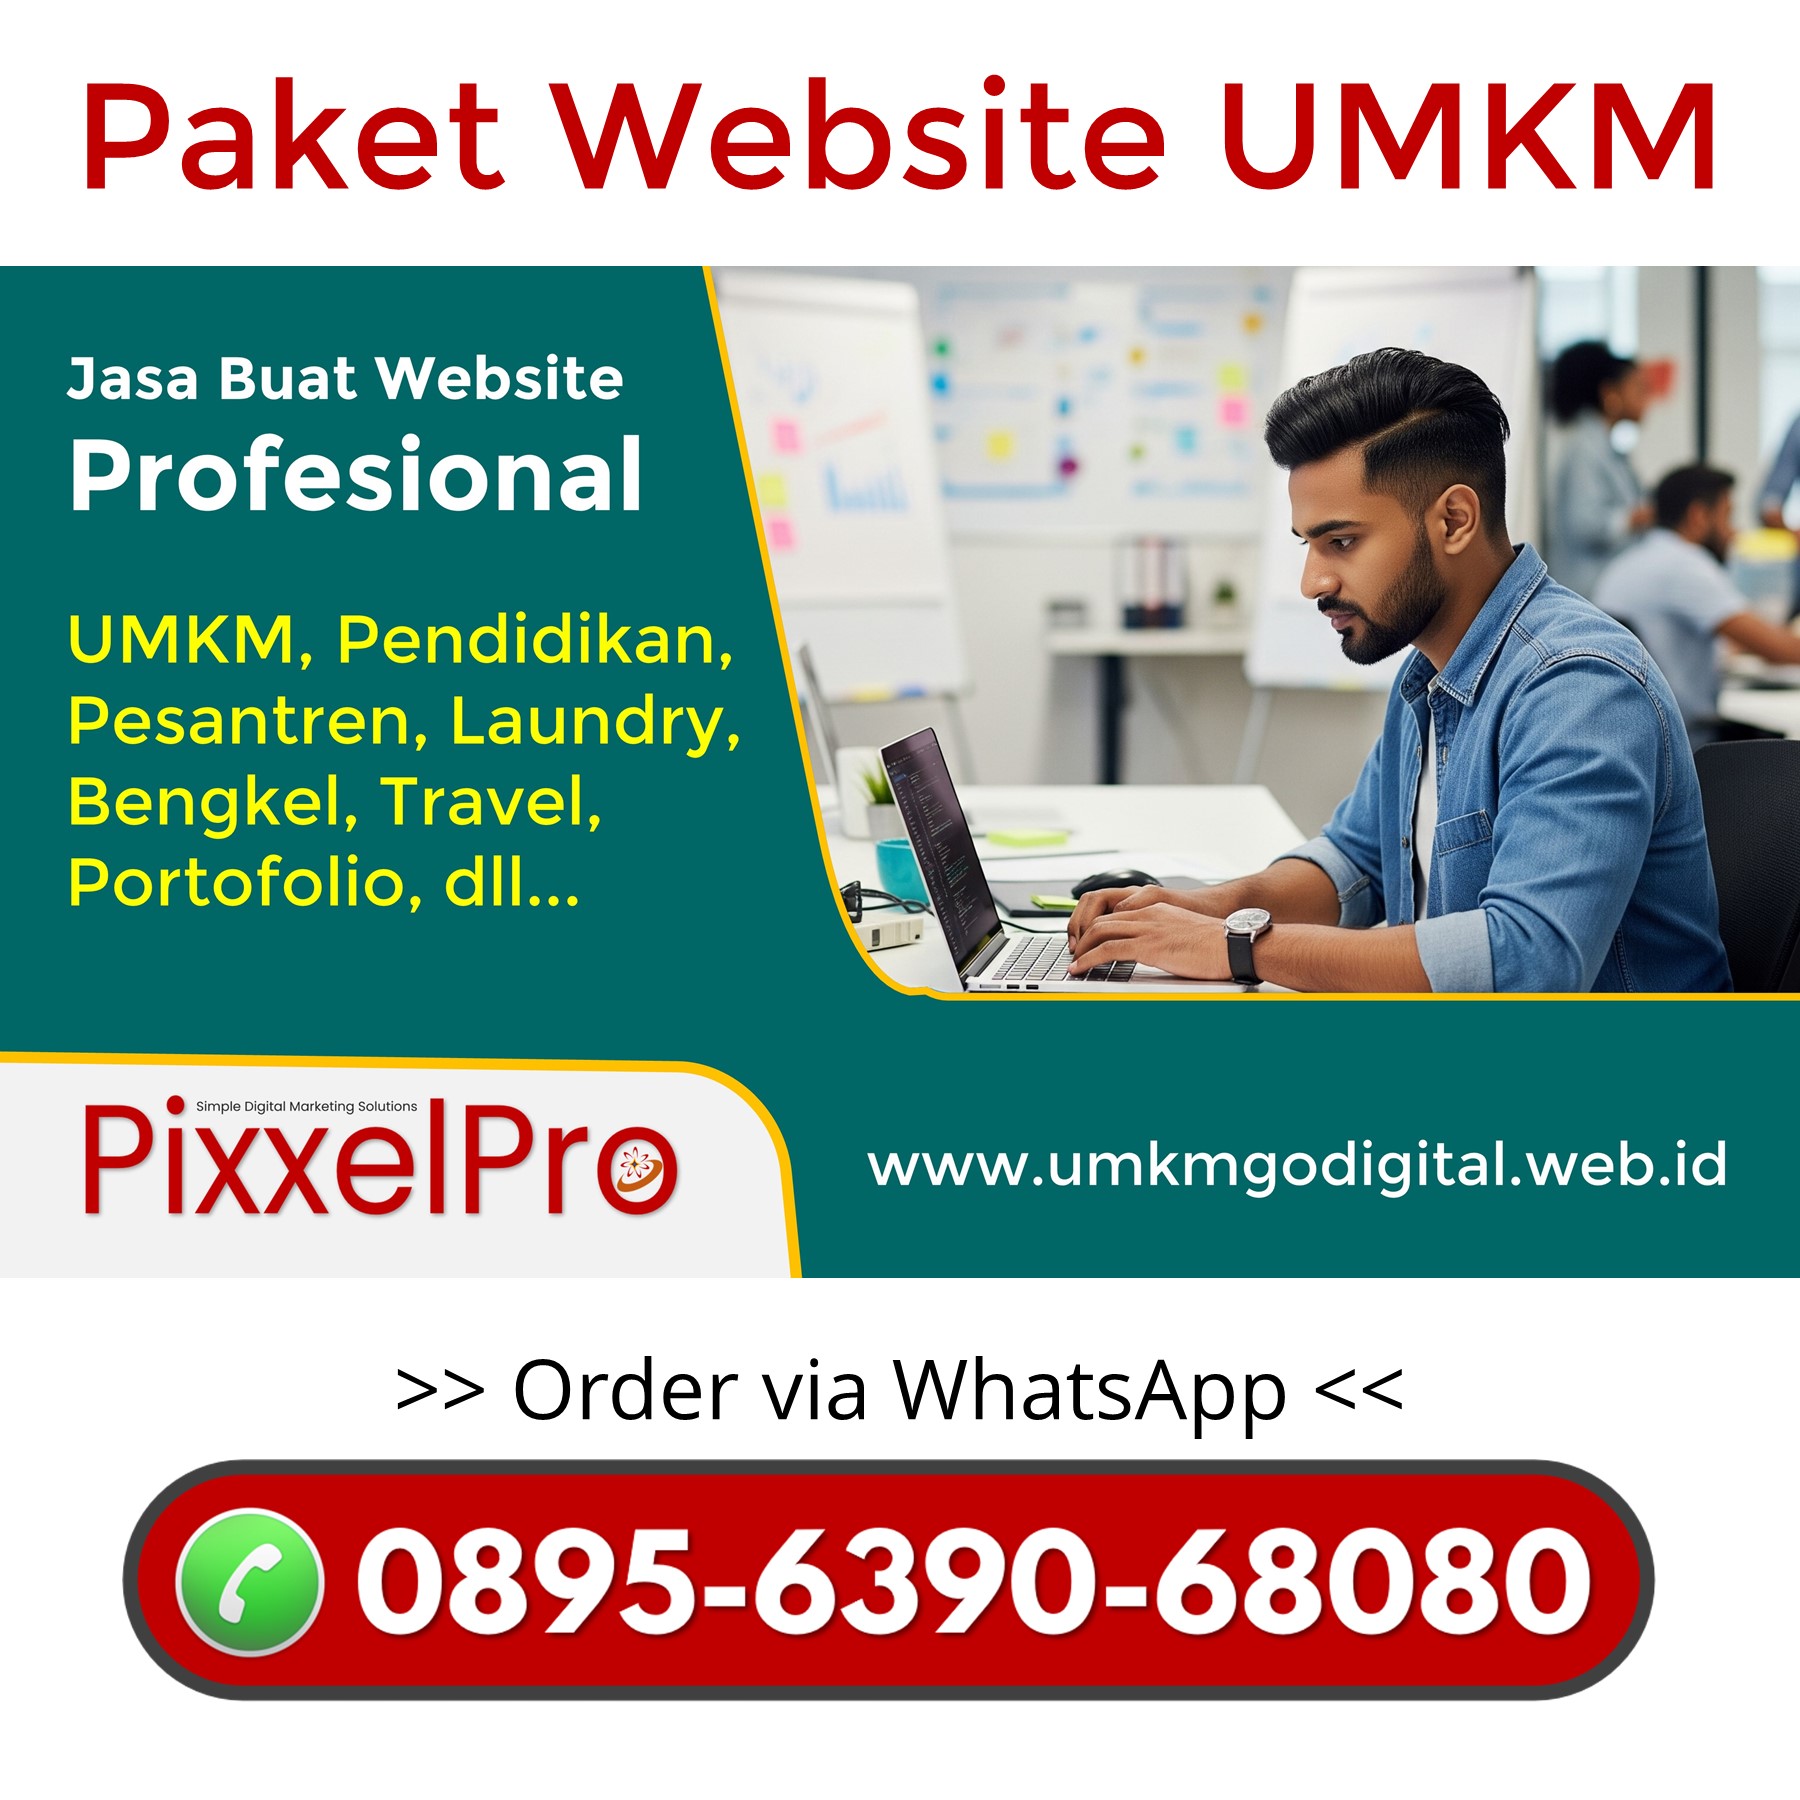 Paket Website UMKM
Jasa Buat Website
Profesional
UMKM, Pendidikan,
Pesantren, Laundry,
Bengkel, Travel,
Portofolio, dll...
Simple Digital Marketing Solutions
PixxelPro
www.umkmgodigital.web.id
>> Order via WhatsApp <<
0895-6390-68080